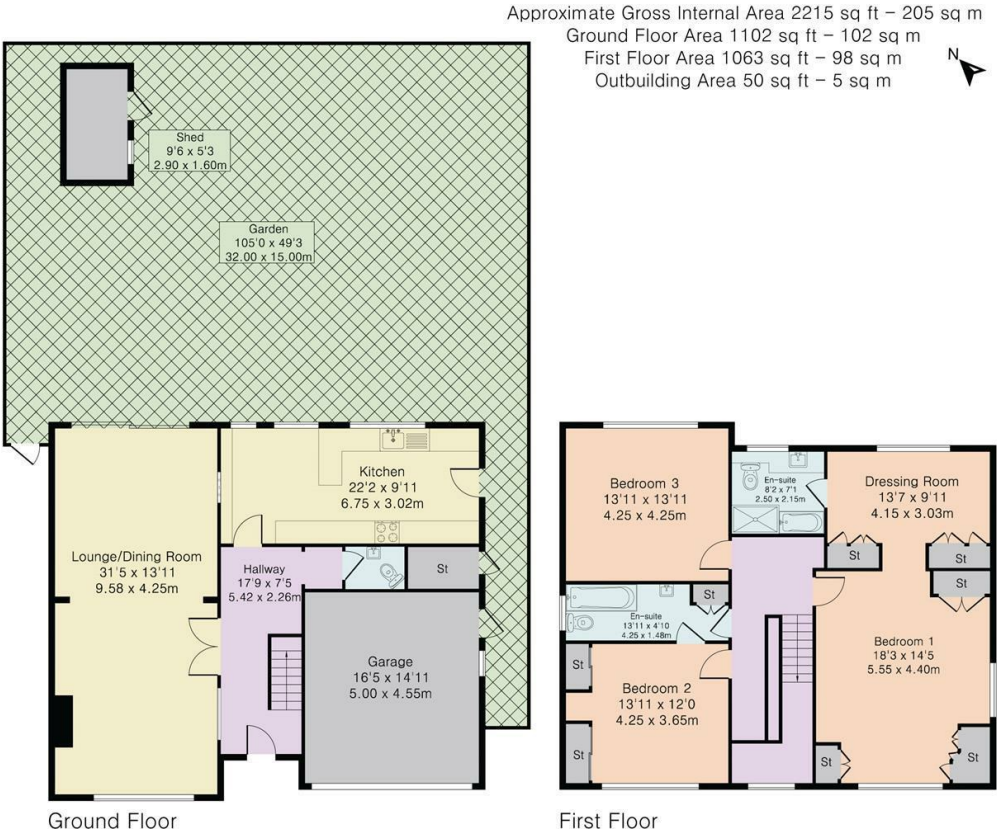 Approximate Gross Internal Area 2215 sq ft - 205 sq m
Ground Floor Area 1102 sq ft - 102 sq m
First Floor Area 1063 sq ft - 98 sq m
Outbuilding Area 50 sq ft - 5 sq m
N
Shed
9'6 x 5'3
2.90 x 1.60m
Garden
105'0 x 49'3
32.00 x 15.00m
Kitchen
22'2 x 9'11
6.75 x 3.02m
Lounge/Dining Room
31'5 x 13'11
9.58 x 4.25m
Hallway
17'9 x 7'5
5.42 x 2.26m
St
Garage
16'5 x 14'11
5.00 x 4.55m
Ground Floor
Bedroom 3
13'11 x 13'11
4.25 x 4.25m
En-suite
8'2 x 7'1
2.50 x 2.15m
Dressing Room
13'7 x 9'11
4.15 x 3.03m
St
St
St
St
En-suite
13'11 x 4'10
4.25 x 1.48m
Bedroom 1
18'3 x 14'5
5.55 x 4.40m
St
Bedroom 2
13'11 x 12'0
4.25 x 3.65m
St
St
St
First Floor